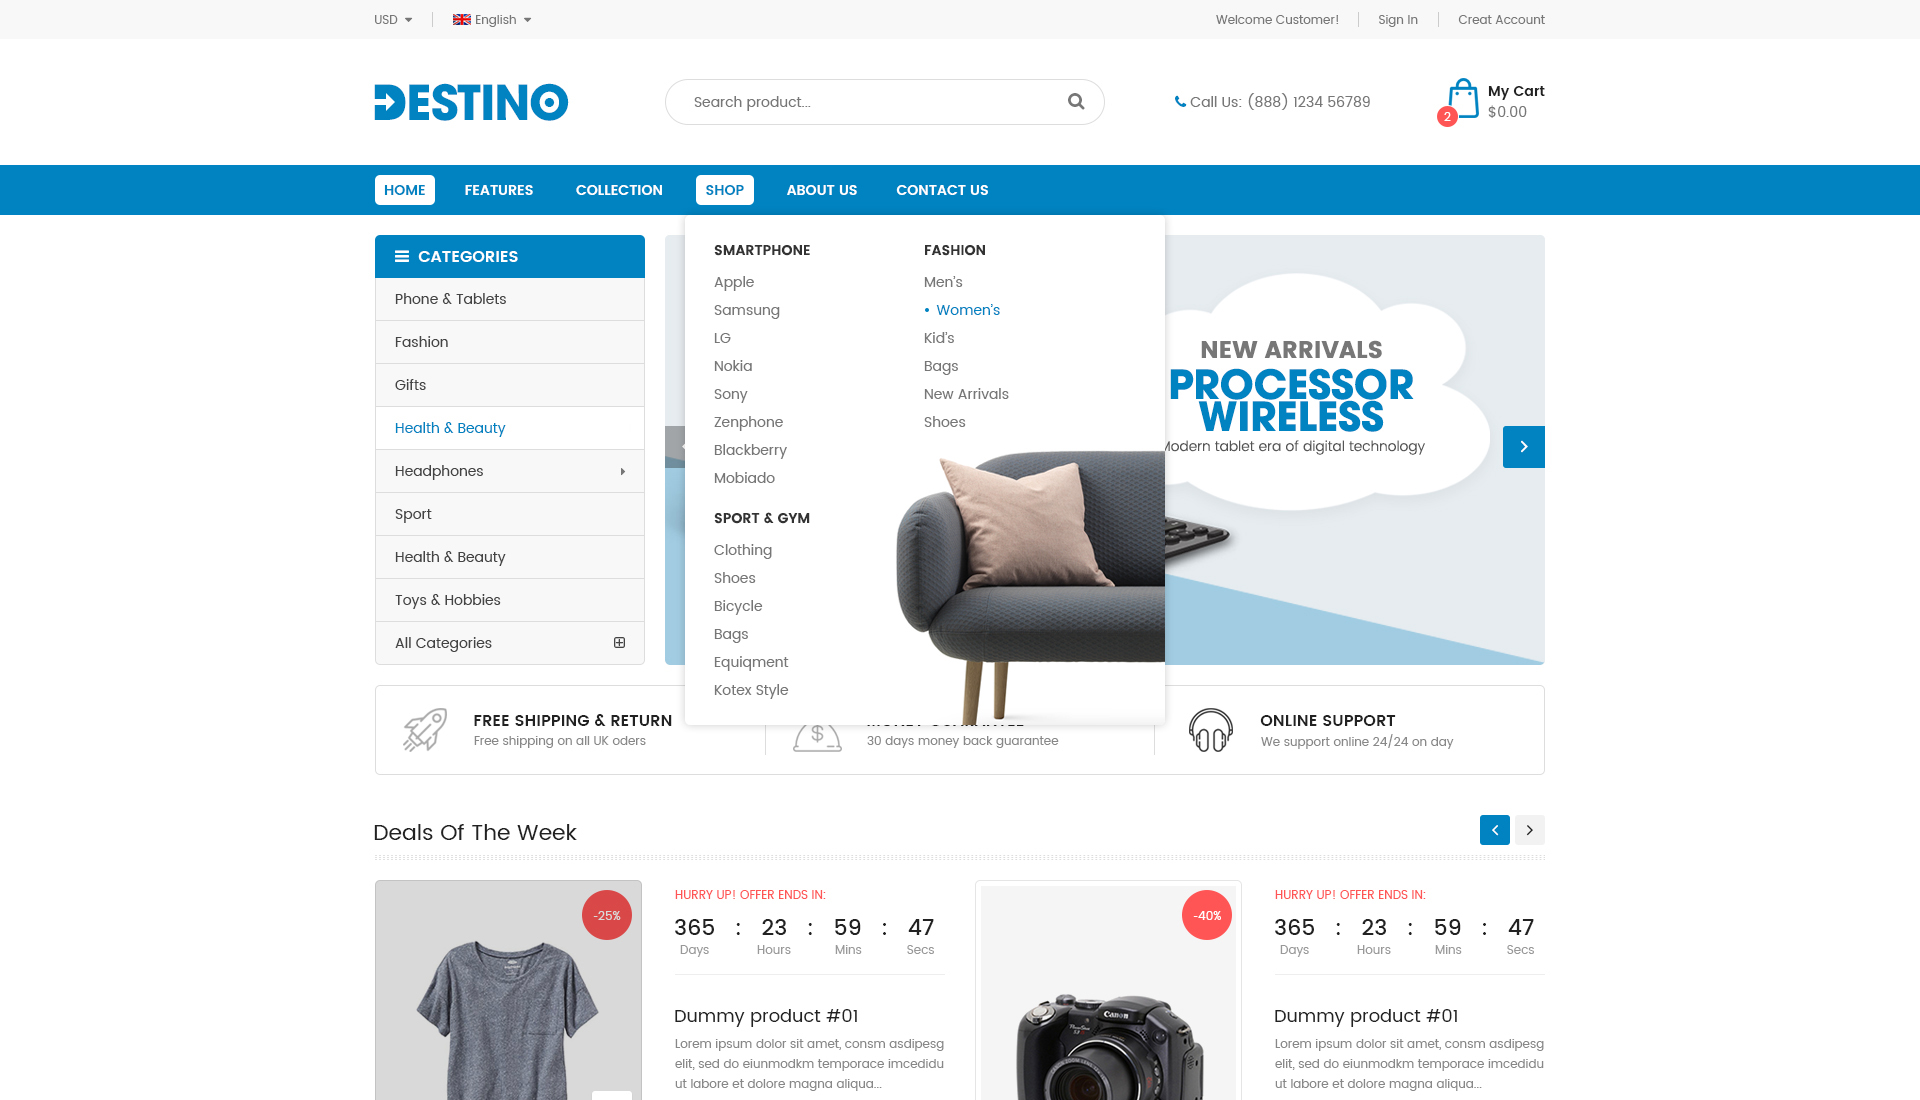 USD
English
Welcome Customer!
Sign In
Creat Account
DESTINO
Search product...
Call Us: (888) 1234 56789
My Cart
$0.00
2
HOME
FEATURES
COLLECTION
SHOP
ABOUT US
CONTACT US
CATEGORIES
Phone & Tablets
Fashion
Gifts
Health & Beauty
Headphones
Sport
Health & Beauty
Toys & Hobbies
All Categories
SMARTPHONE
Apple
Samsung
LG
Nokia
Sony
Zenphone
Blackberry
Mobiado
SPORT & GYM
Clothing
Shoes
Bicycle
Bags
Equiqment
Kotex Style
FASHION
Men's
• Women's
Kid's
Bags
New Arrivals
Shoes
NEW ARRIVALS
PROCESSOR
WIRELESS
Modern tablet era of digital technology
FREE SHIPPING & RETURN
Free shipping on all UK oders
$
30 days money back guarantee
ONLINE SUPPORT
We support online 24/24 on day
Deals Of The Week
-25%
HURRY UP! OFFER ENDS IN:
365 : 23 : 59 : 47
Days Hours Mins Secs
Dummy product #01
Lorem ipsum dolor sit amet, consm asdipesg
elit, sed do eiunmodkm temporace imcedidu
ut labore et dolore magna aliqua...
-40%
Canon
HURRY UP! OFFER ENDS IN:
365 : 23 : 59 : 47
Days Hours Mins Secs
Dummy product #01
Lorem ipsum dolor sit amet, consm asdipesg
elit, sed do eiunmodkm temporace imcedidu
ut labore et dolore magna aliqua...